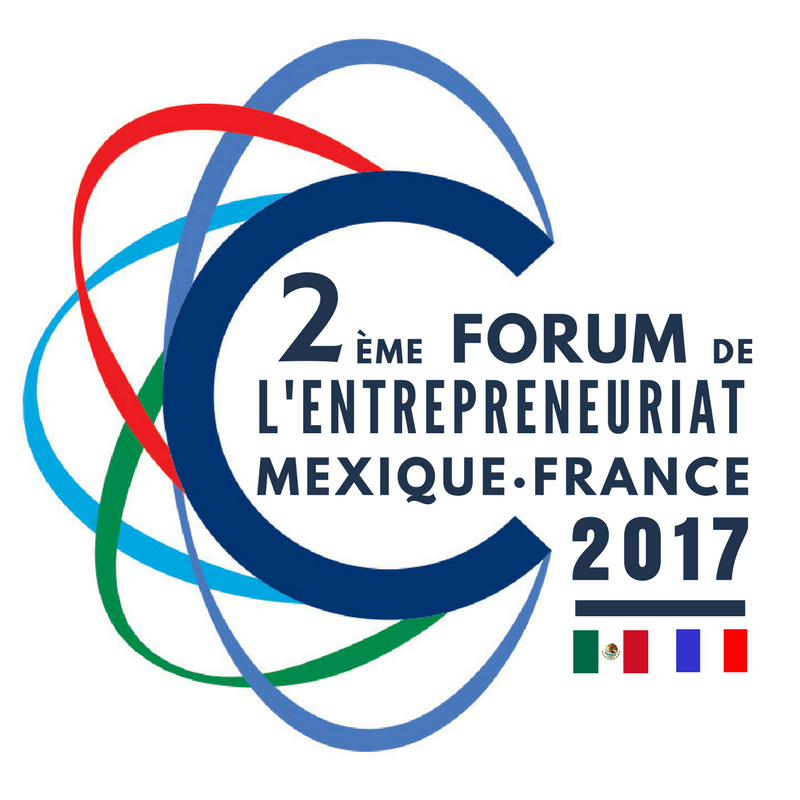 2ÈME FORUM DE
L'ENTREPRENEURIAT
MEXIQUE•FRANCE
2017